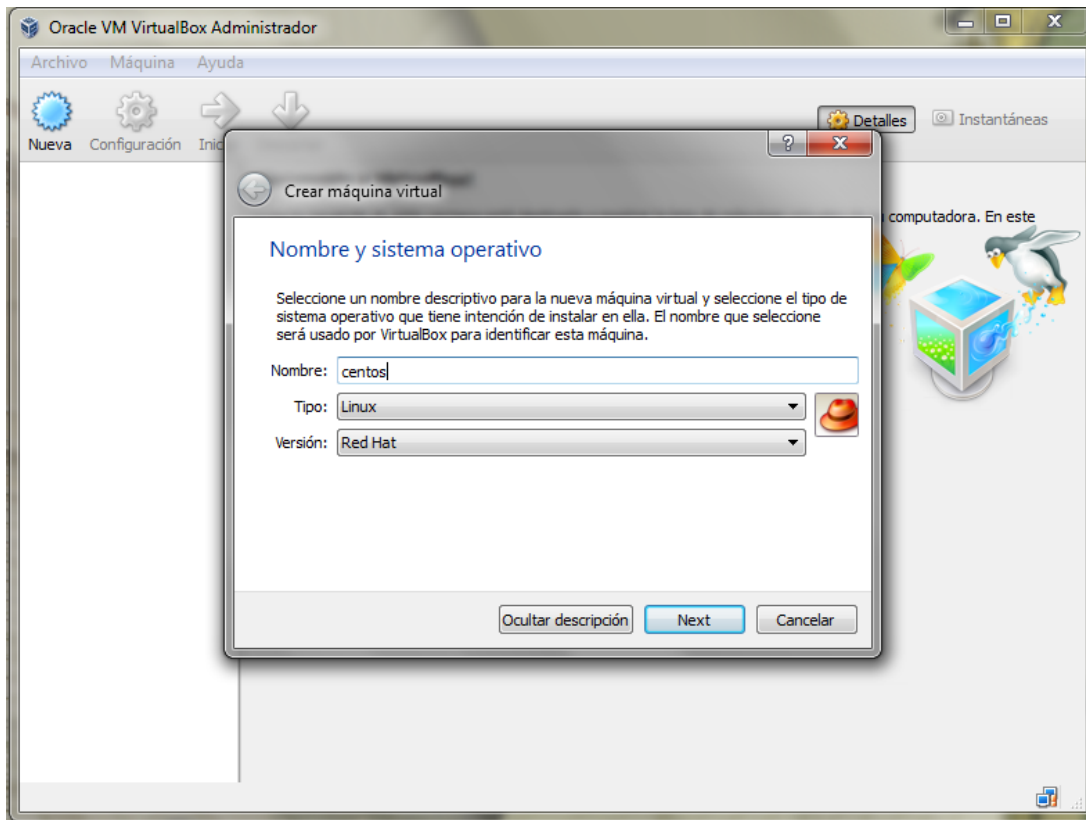 Oracle VM VirtualBox Administrador
Archivo Máquina Ayuda
Nueva Configuración
Detalles Instantáneas
Crear máquina virtual
computadora. En este
Nombre y sistema operativo
Seleccione un nombre descriptivo para la nueva máquina virtual y seleccione el tipo de
sistema operativo que tiene intención de instalar en ella. El nombre que seleccione
será usado por VirtualBox para identificar esta máquina.
Nombre: centos
Tipo: Linux
Versión: Red Hat
Ocultar descripción Next Cancelar